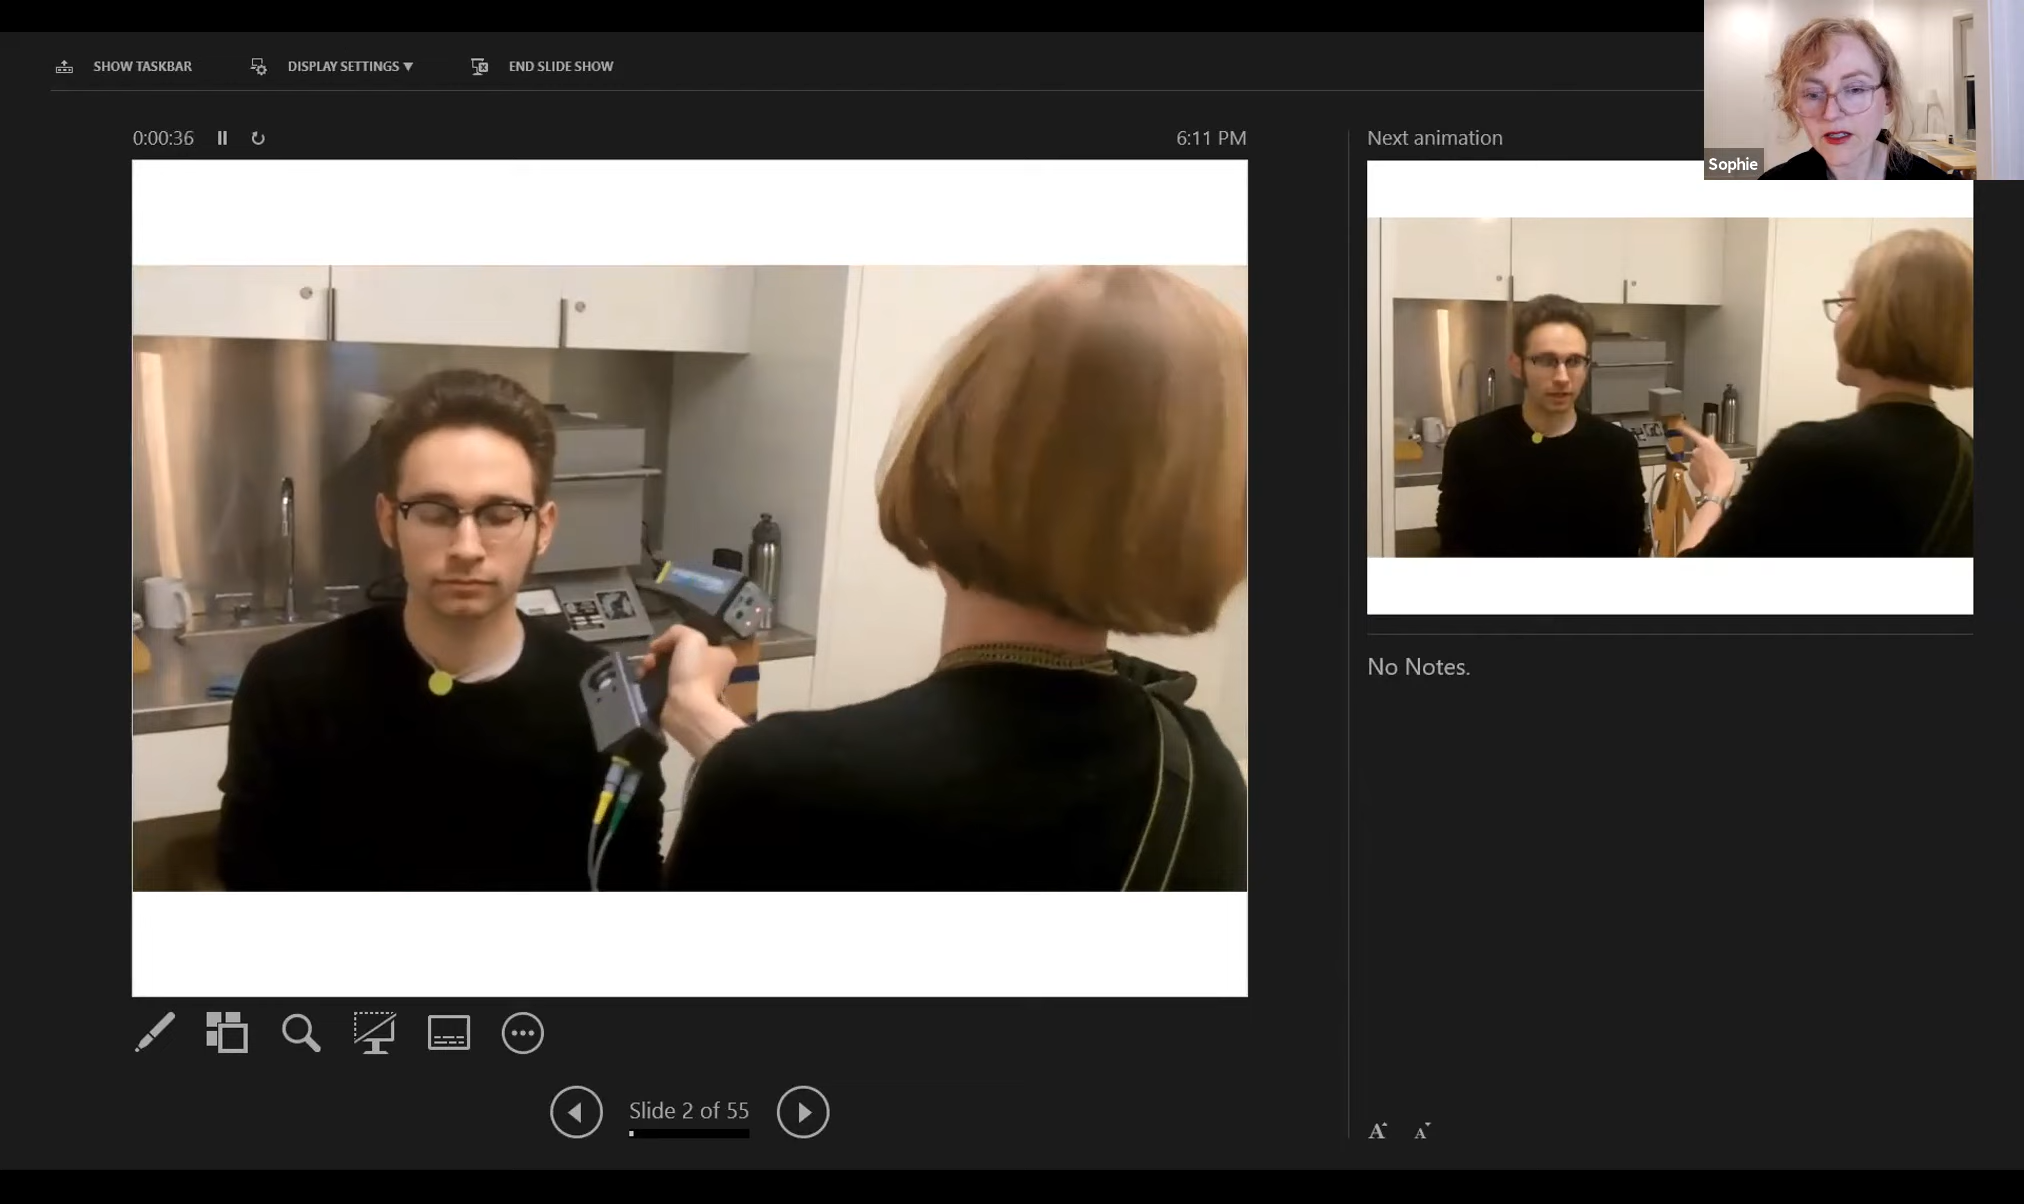 SHOW TASKBAR
DISPLAY SETTINGS ▼
END SLIDE SHOW
0:00:36
6:11 PM
Next animation
Sophie
No Notes.
Slide 2 of 55
A
A